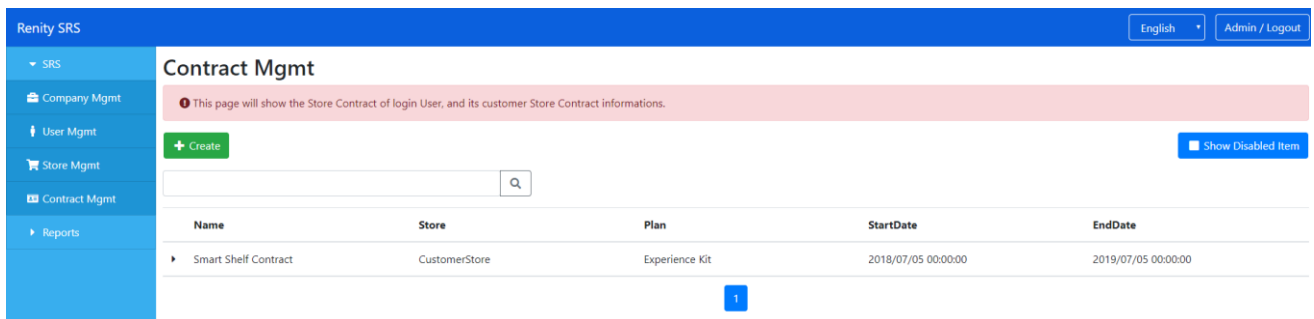 Renity SRS
English
Admin / Logout
SRS
Company Mgmt
User Mgmt
Store Mgmt
Contract Mgmt
Reports
Contract Mgmt
This page will show the Store Contract of login User, and its customer Store Contract informations.
Create
Show Disabled Item
Name Store Plan StartDate EndDate
Smart Shelf Contract CustomerStore Experience Kit 2018/07/05 00:00:00 2019/07/05 00:00:00
1